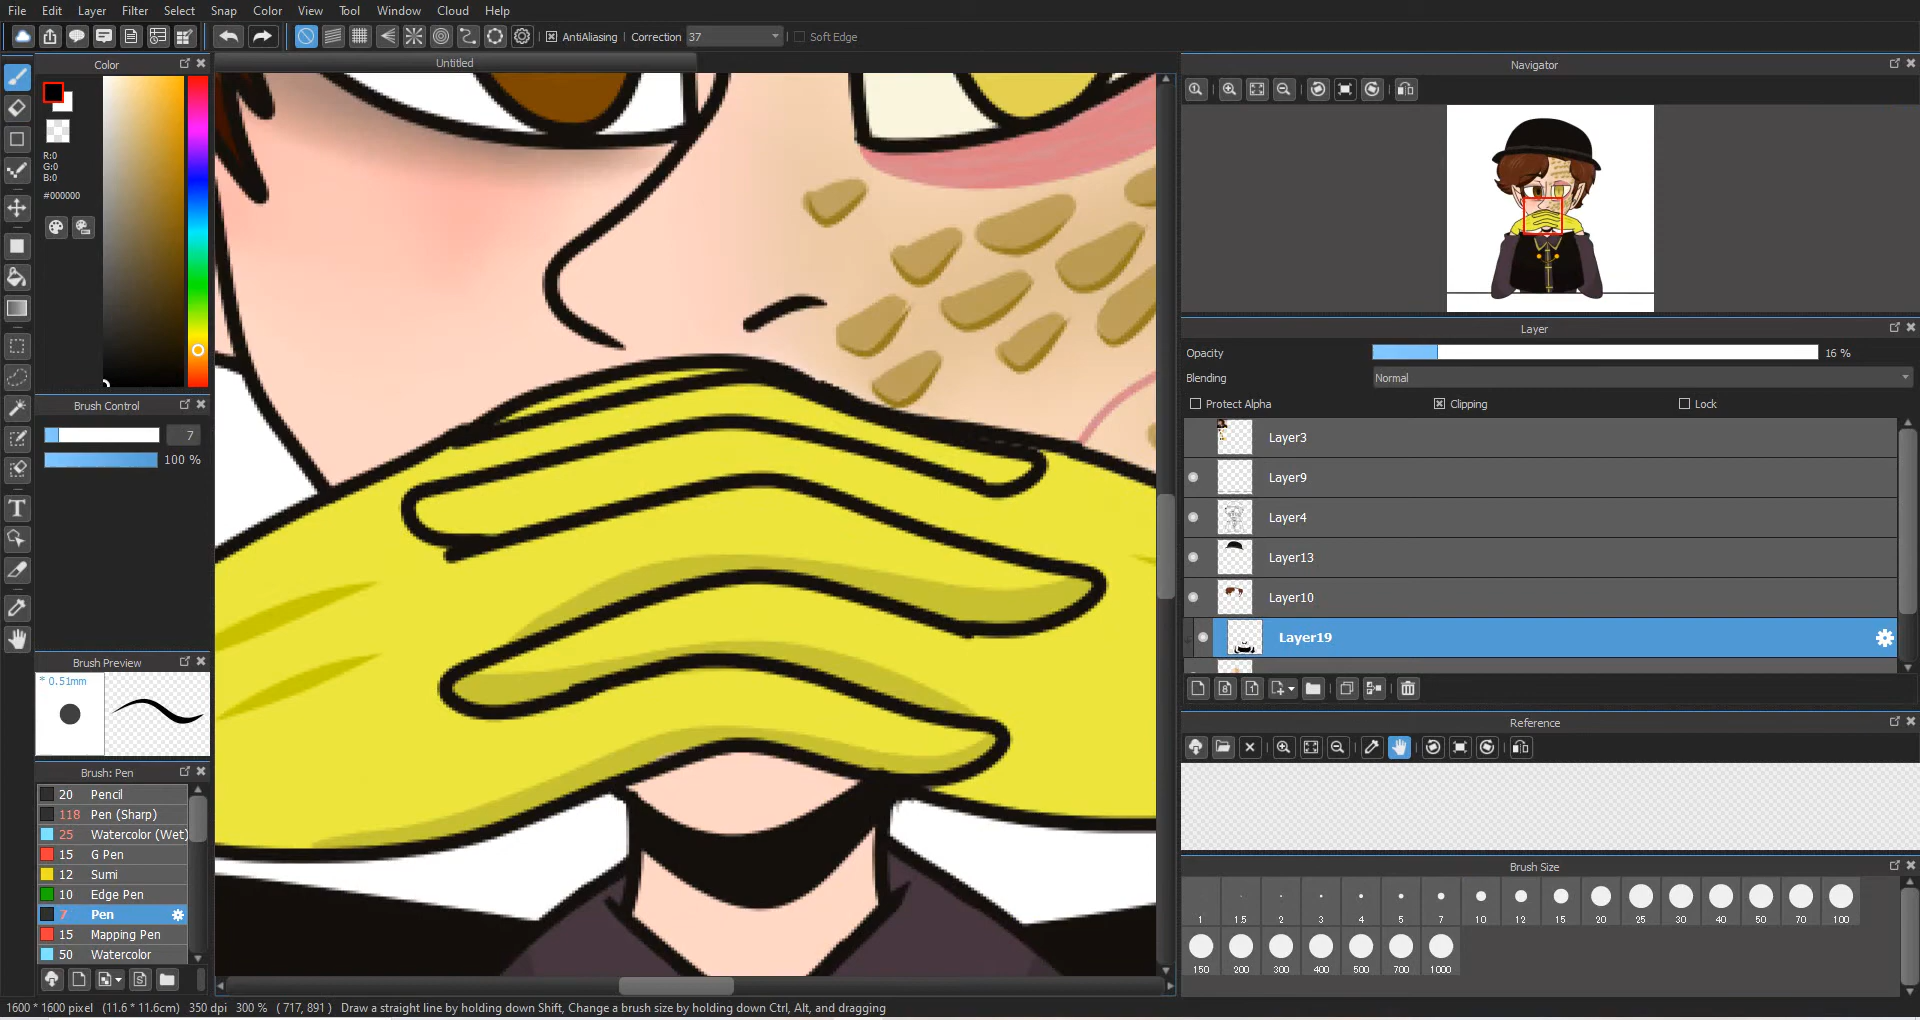 File Edit Layer Filter Select Snap Color View Tool Window Cloud Help
AntiAliasing Correction 37 Soft Edge
Color
Untitled
Navigator
R:0
G:0
B:0
#000000
Layer
Opacity 16 %
Blending Normal
Protect Alpha Clipping Lock
Brush Control
7
100 %
Layer3
Layer9
Layer4
Layer13
Layer10
Layer19
Brush Preview
* 0.51mm
Reference
Brush: Pen
20 Pencil
118 Pen (Sharp)
25 Watercolor (Wet)
15 G Pen
12 Sumi
10 Edge Pen
7 Pen
15 Mapping Pen
50 Watercolor
Brush Size
1 1.5 2 3 4 5 7 10 12 15 20 25 30 40 50 70 100
150 200 300 400 500 700 1000
1600 * 1600 pixel (11.6 * 11.6cm) 350 dpi 300 % ( 717, 891 ) Draw a straight line by holding down Shift, Change a brush size by holding down Ctrl, Alt, and dragging